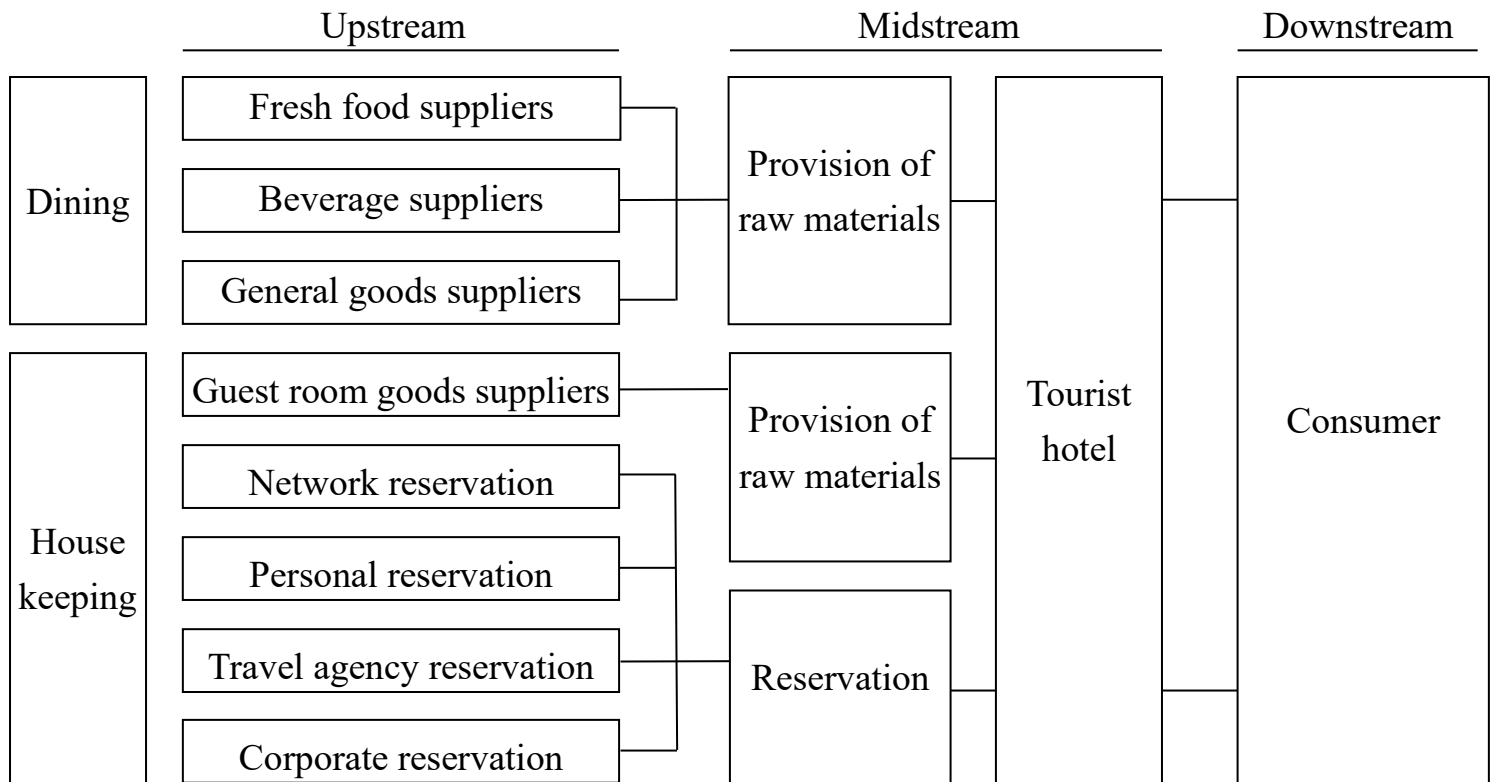 Upstream
Midstream
Downstream
Dining
Fresh food suppliers
Beverage suppliers
General goods suppliers
Provision of
raw materials
House
keeping
Guest room goods suppliers
Network reservation
Personal reservation
Travel agency reservation
Corporate reservation
Provision of
raw materials
Reservation
Tourist
hotel
Consumer